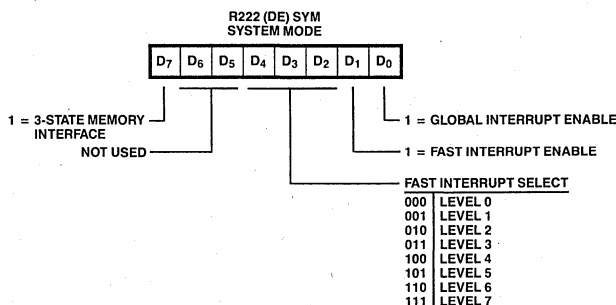 R222 (DE) SYM
SYSTEM MODE
D7 D6 D5 D4 D3 D2 D1 D0
1 = 3-STATE MEMORY
INTERFACE
NOT USED
1 = GLOBAL INTERRUPT ENABLE
1 = FAST INTERRUPT ENABLE
FAST INTERRUPT SELECT
000 LEVEL 0
001 LEVEL 1
010 LEVEL 2
011 LEVEL 3
100 LEVEL 4
101 LEVEL 5
110 LEVEL 6
111 LEVEL 7